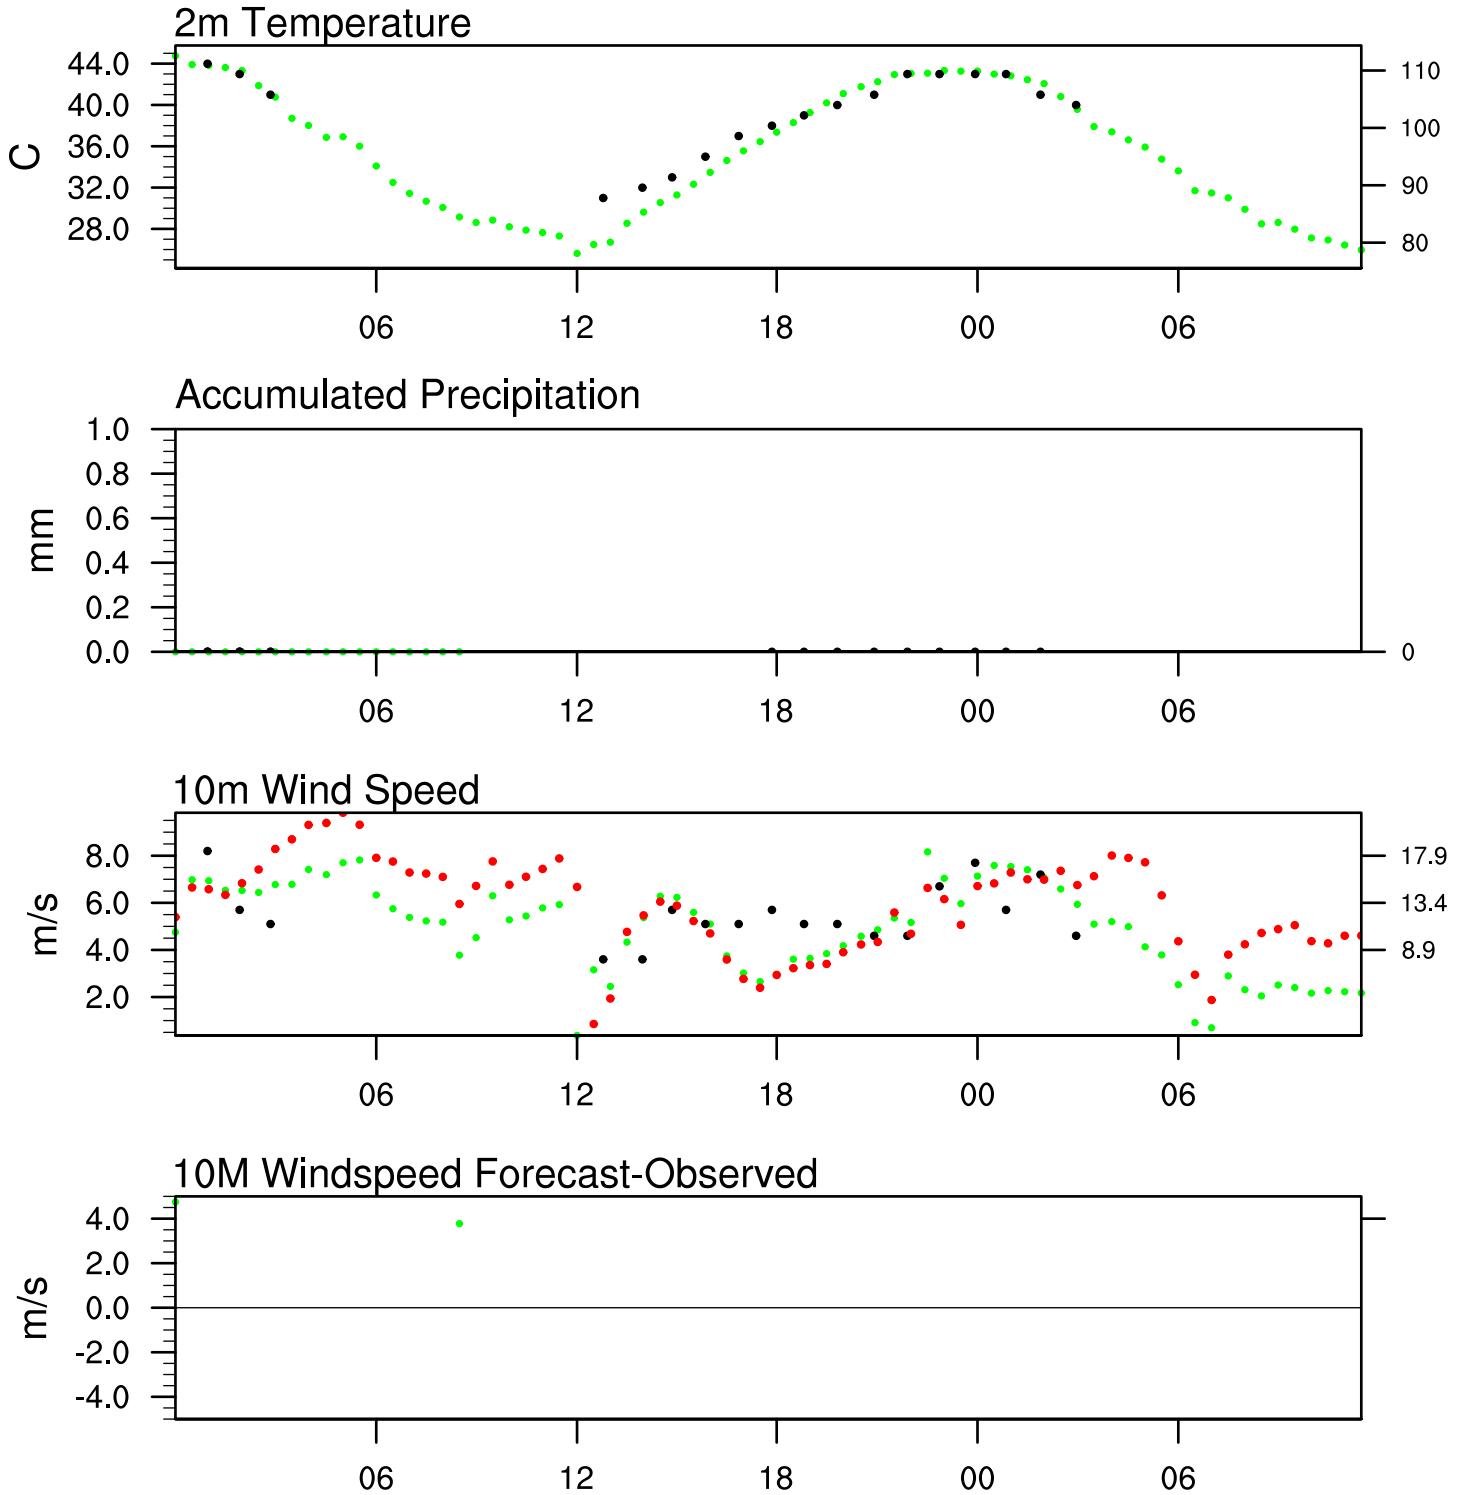 2m Temperature
44.0
40.0
36.0
32.0
28.0
C
110
100
90
80
06 12 18 00 06
Accumulated Precipitation
1.0
0.8
0.6
0.4
0.2
0.0
mm
0
06 12 18 00 06
10m Wind Speed
8.0
6.0
4.0
2.0
m/s
17.9
13.4
8.9
06 12 18 00 06
10M Windspeed Forecast-Observed
4.0
2.0
0.0
-2.0
-4.0
m/s
06 12 18 00 06